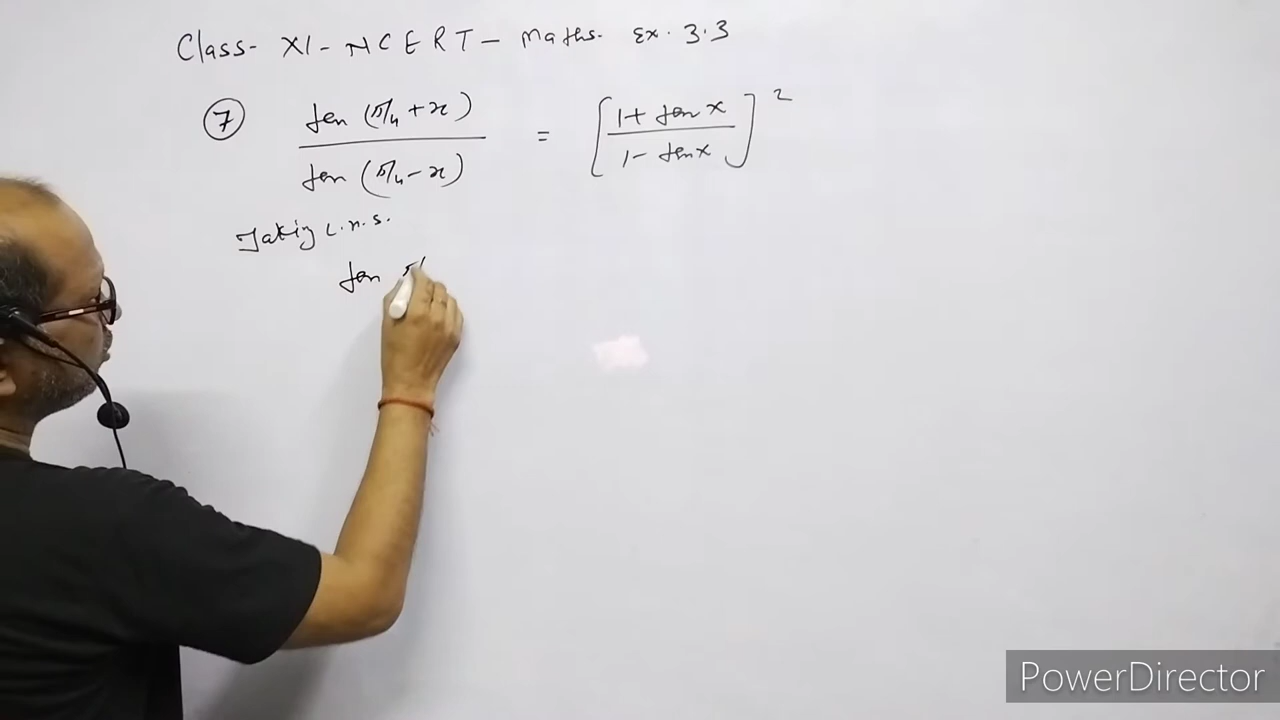 Class- XI - NCERT - Maths. Ex. 3.3
7 tan (π/4 + x) / tan (π/4 - x) = [1 + tan x / 1 - tan x]²
Taking L.H.S.
tan π/
PowerDirector